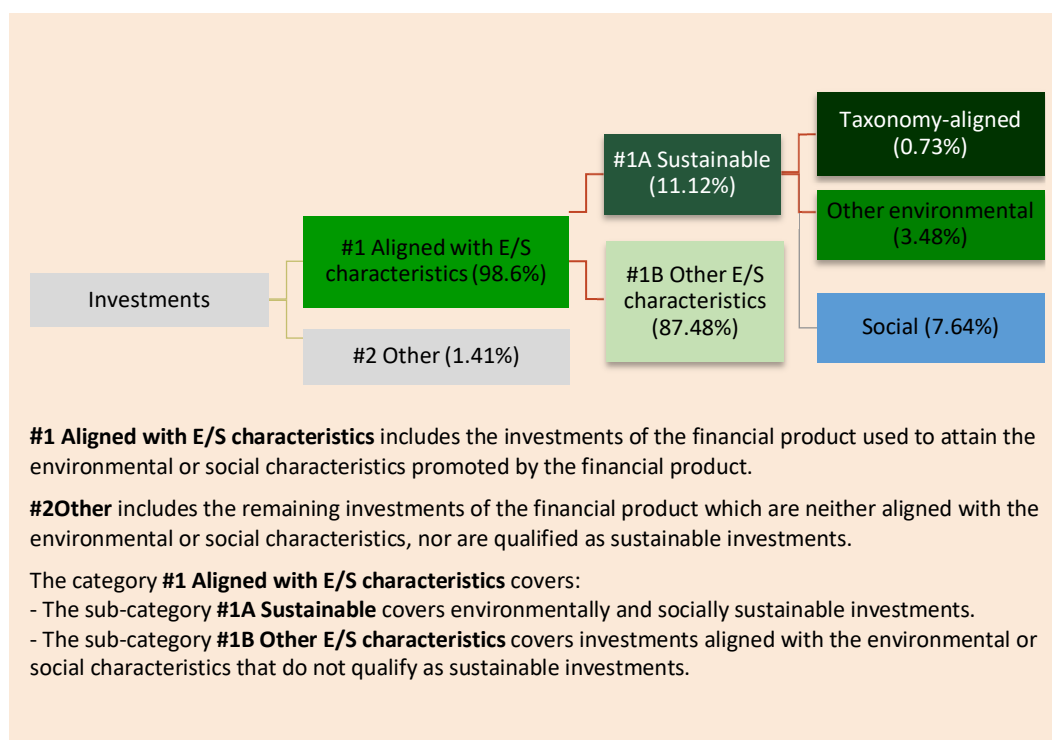 Taxonomy-aligned
(0.73%)
#1A Sustainable
(11.12%)
Other environmental
(3.48%)
#1 Aligned with E/S
characteristics (98.6%)
#1B Other E/S
characteristics
(87.48%)
Investments
Social (7.64%)
#2 Other (1.41%)
#1 Aligned with E/S characteristics includes the investments of the financial product used to attain the
environmental or social characteristics promoted by the financial product.
#2Other includes the remaining investments of the financial product which are neither aligned with the
environmental or social characteristics, nor are qualified as sustainable investments.
The category #1 Aligned with E/S characteristics covers:
- The sub-category #1A Sustainable covers environmentally and socially sustainable investments.
- The sub-category #1B Other E/S characteristics covers investments aligned with the environmental or
social characteristics that do not qualify as sustainable investments.